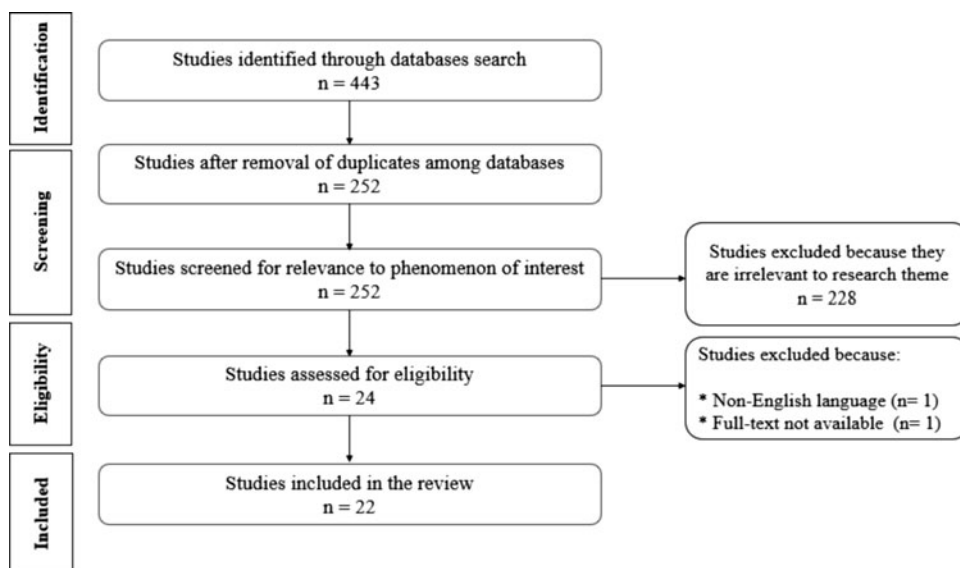 Identification
Studies identified through databases search
n = 443
Screening
Studies after removal of duplicates among databases
n = 252
Studies screened for relevance to phenomenon of interest
n = 252
Studies excluded because they
are irrelevant to research theme
n = 228
Eligibility
Studies assessed for eligibility
n = 24
Studies excluded because:
* Non-English language (n= 1)
* Full-text not available (n= 1)
Included
Studies included in the review
n = 22